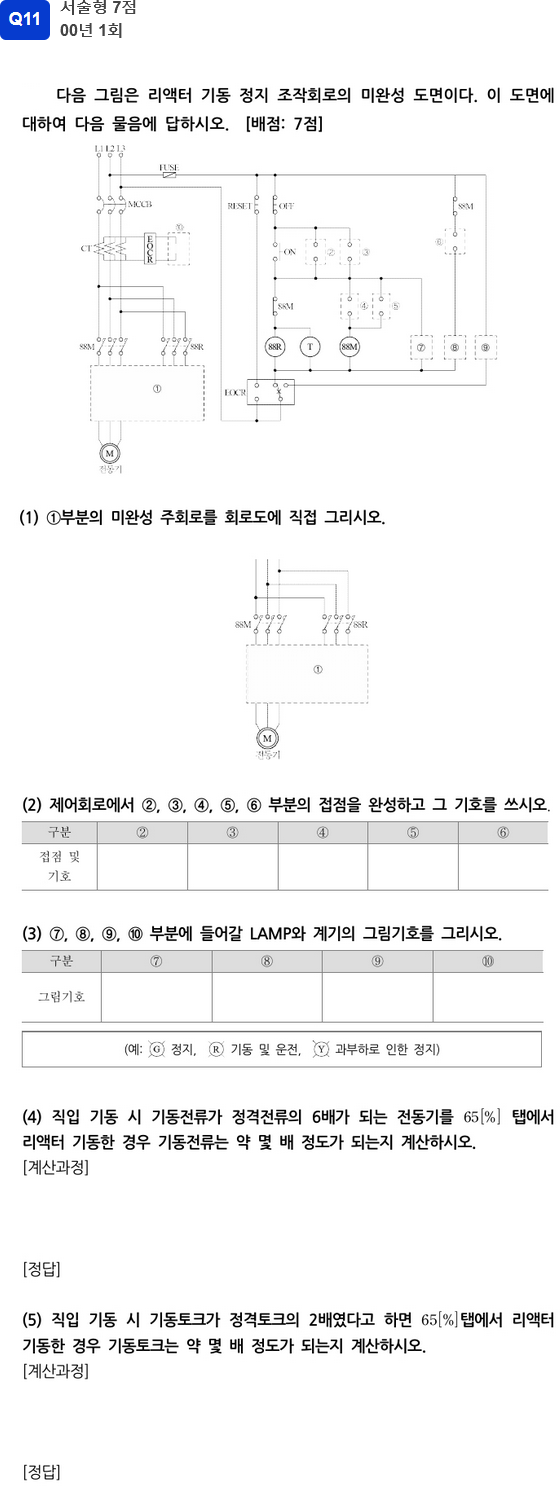 Q11
서술형 7점
00년 1회
다음 그림은 리액터 기동 정지 조작회로의 미완성 도면이다. 이 도면에
대하여 다음 물음에 답하시오. [배점: 7점]
L1 L2 L3
FUSE
MCCB
RESET
OFF
88M
⑩
⑥
CT
EOCR
ON
②
③
88M
④
⑤
88M
88R
88R
T
88M
⑦
⑧
⑨
①
EOCR
M
전동기
(1) ①부분의 미완성 주회로를 회로도에 직접 그리시오.
88M
88R
①
M
전동기
(2) 제어회로에서 ②, ③, ④, ⑤, ⑥ 부분의 접점을 완성하고 그 기호를 쓰시오.
구분 ② ③ ④ ⑤ ⑥
접점 및
기호
(3) ⑦, ⑧, ⑨, ⑩ 부분에 들어갈 LAMP와 계기의 그림기호를 그리시오.
구분 ⑦ ⑧ ⑨ ⑩
그림기호
(예: G 정지, R 기동 및 운전, Y 과부하로 인한 정지)
(4) 직입 기동 시 기동전류가 정격전류의 6배가 되는 전동기를 65[%] 탭에서
리액터 기동한 경우 기동전류는 약 몇 배 정도가 되는지 계산하시오.
[계산과정]
[정답]
(5) 직입 기동 시 기동토크가 정격토크의 2배였다고 하면 65[%]탭에서 리액터
기동한 경우 기동토크는 약 몇 배 정도가 되는지 계산하시오.
[계산과정]
[정답]